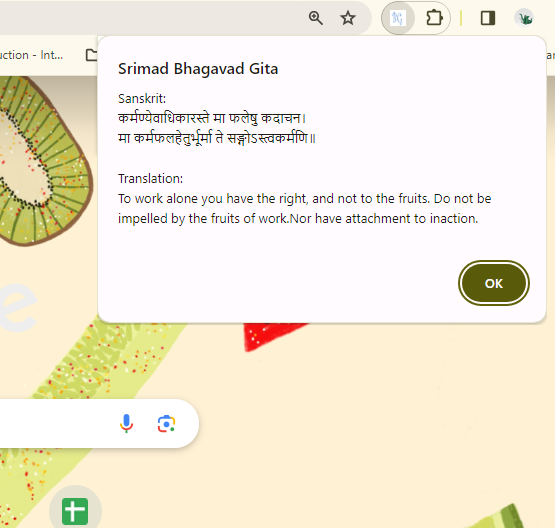 uction - Int...
Srimad Bhagavad Gita
Sanskrit:
कर्मण्येवाधिकारस्ते मा फलेषु कदाचन।
मा कर्मफलहेतुर्भूर्मा ते सङ्गोऽस्त्वकर्मणि॥
Translation:
To work alone you have the right, and not to the fruits. Do not be
impelled by the fruits of work.Nor have attachment to inaction.
OK